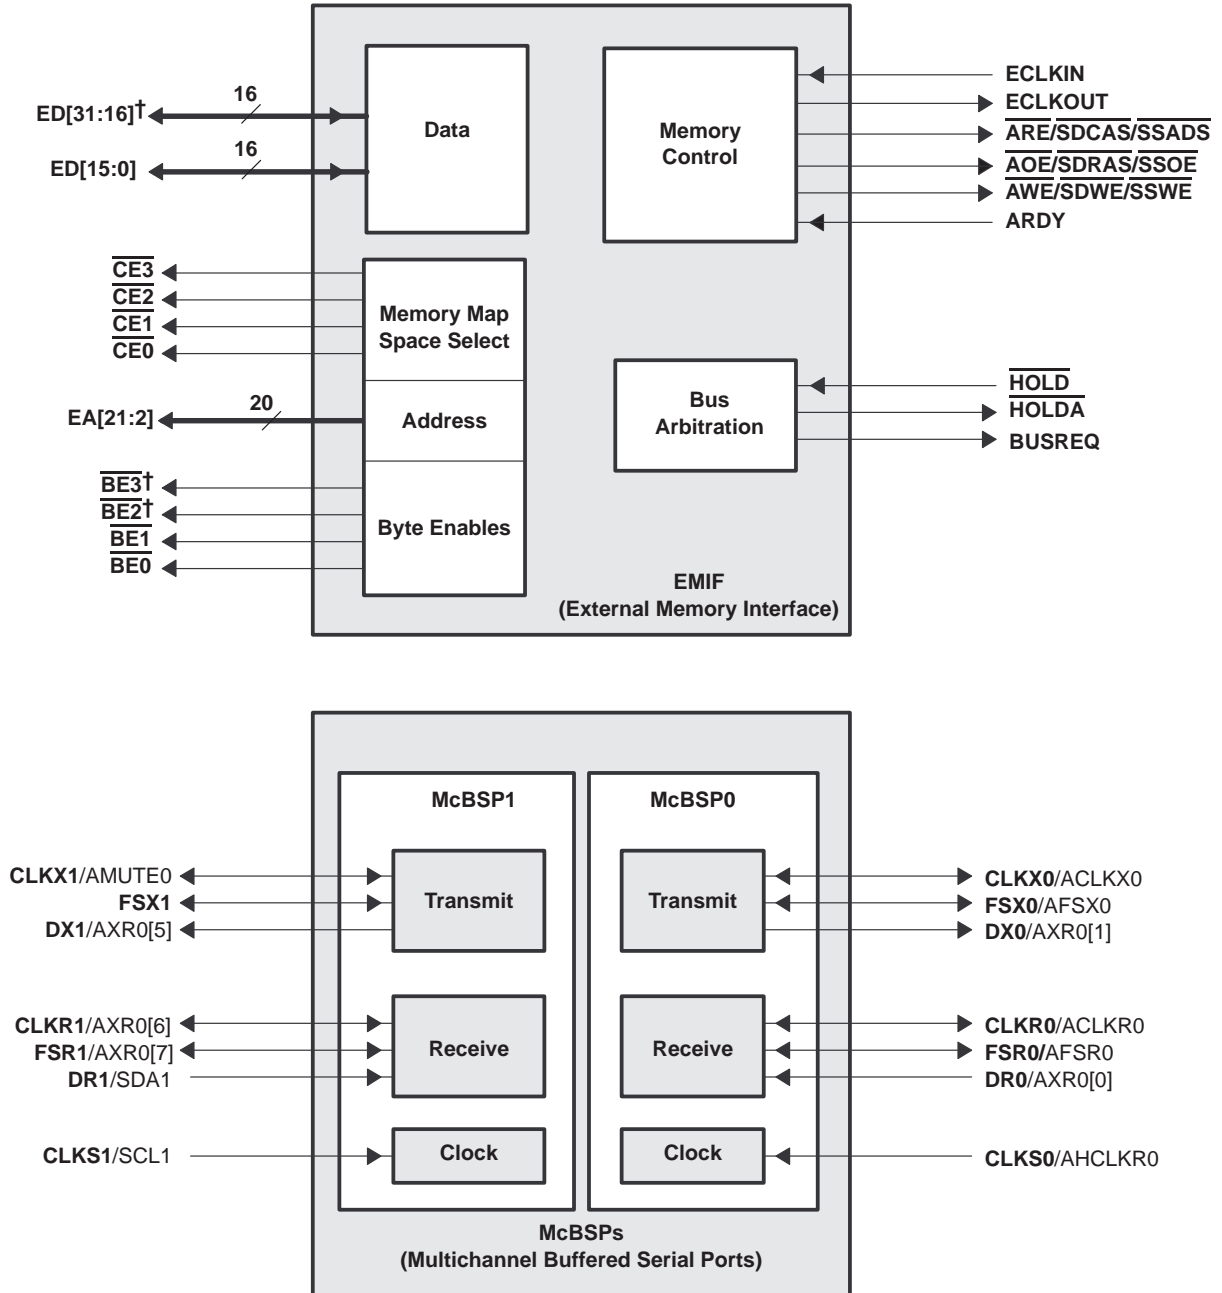 ED[31:16]†
16
ED[15:0]
16
Data
Memory
Control
ECLKIN
ECLKOUT
ARE/SDCAS/SSADS
AOE/SDRAS/SSOE
AWE/SDWE/SSWE
ARDY
CE3
CE2
CE1
CE0
Memory Map
Space Select
EA[21:2]
20
Address
BE3†
BE2†
BE1
BE0
Byte Enables
Bus
Arbitration
HOLD
HOLDA
BUSREQ
EMIF
(External Memory Interface)
McBSP1
McBSP0
CLKX1/AMUTE0
FSX1
DX1/AXR0[5]
Transmit
Transmit
CLKX0/ACLKX0
FSX0/AFSX0
DX0/AXR0[1]
CLKR1/AXR0[6]
FSR1/AXR0[7]
DR1/SDA1
Receive
Receive
CLKR0/ACLKR0
FSR0/AFSR0
DR0/AXR0[0]
CLKS1/SCL1
Clock
Clock
CLKS0/AHCLKR0
McBSPs
(Multichannel Buffered Serial Ports)